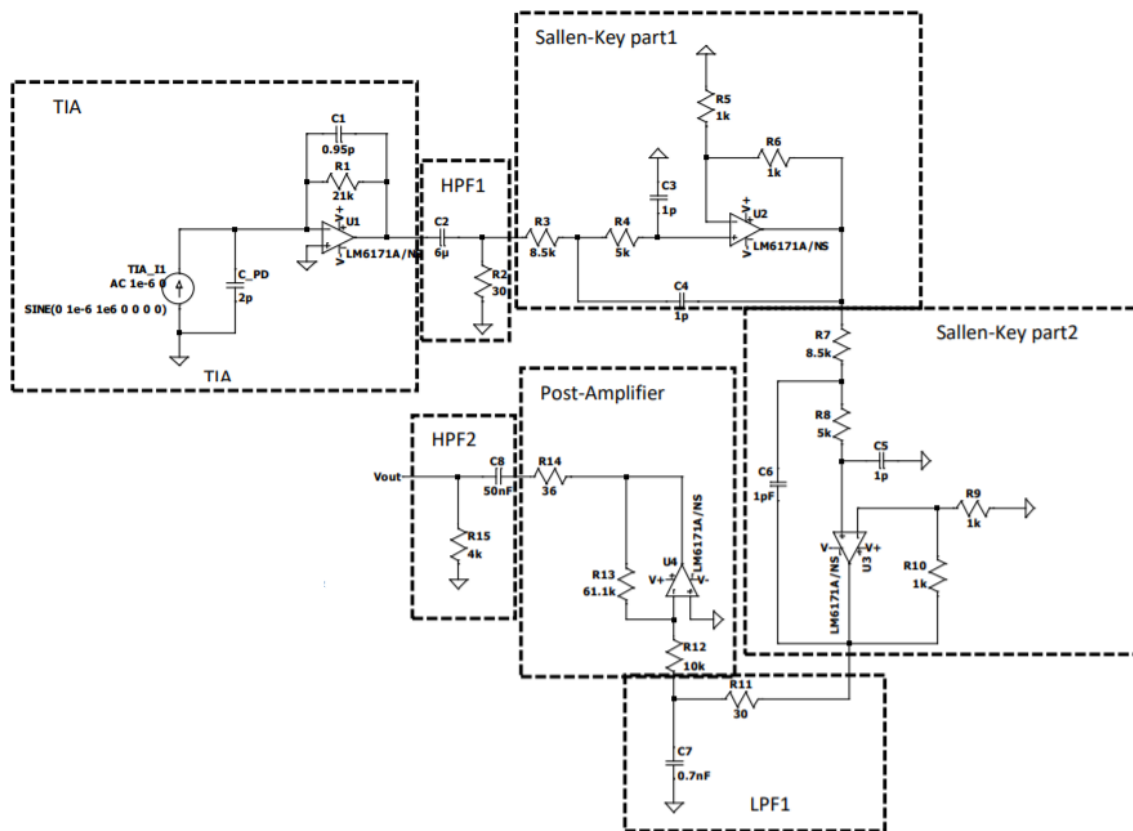 Sallen-Key part1
TIA
C1
0.95p
R1
21k
V+
U1
V-
LM6171A/NS
TIA_I1
AC 1e-6 0
SINE(0 1e-6 1e6 0 0 0 0)
C_PD
2p
TIA
HPF1
C2
6µ
R2
30
R3
8.5k
R4
5k
C3
1p
C4
1p
R5
1k
R6
1k
V+
U2
V-
LM6171A/NS
Sallen-Key part2
R7
8.5k
R8
5k
C5
1p
C6
1pF
R9
1k
R10
1k
V-
V+
U3
LM6171A/NS
Post-Amplifier
HPF2
Vout
C8
50nF
R14
36
R15
4k
R13
61.1k
U4
V+
V-
LM6171A/NS
R12
10k
R11
30
C7
0.7nF
LPF1